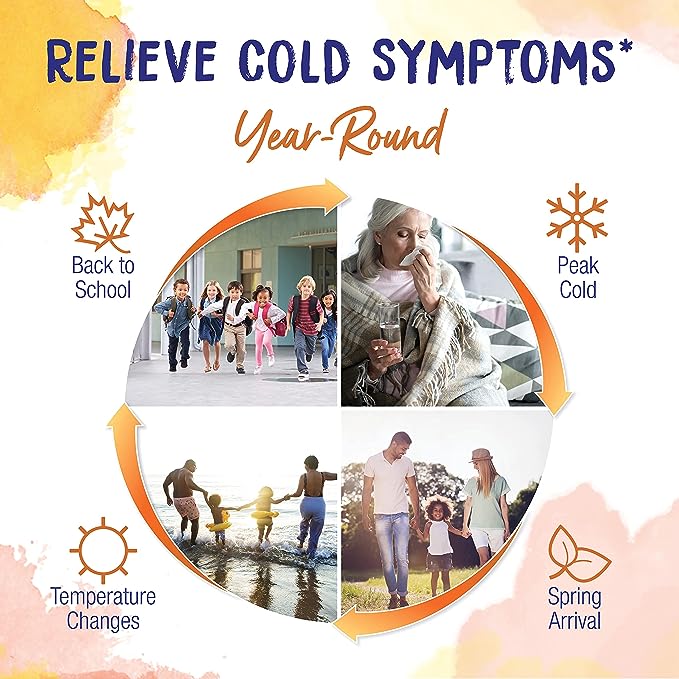 RELIEVE COLD SYMPTOMS*
Year-Round
Back to
School
Peak
Cold
Temperature
Changes
Spring
Arrival